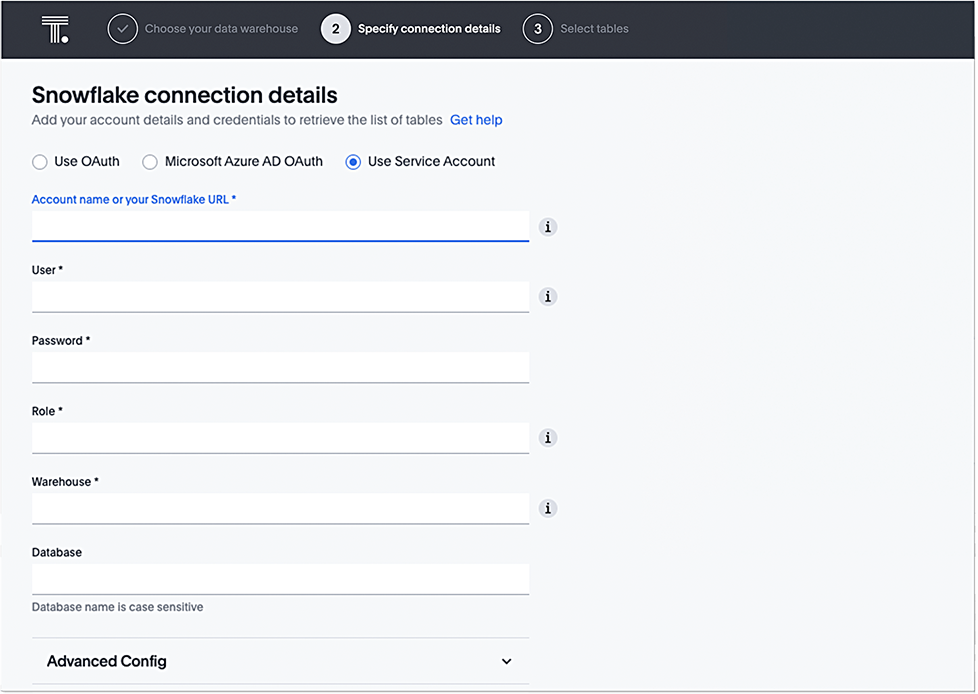 T.
Choose your data warehouse 2 Specify connection details 3 Select tables
Snowflake connection details
Add your account details and credentials to retrieve the list of tables Get help
Use OAuth Microsoft Azure AD OAuth Use Service Account
Account name or your Snowflake URL *
i
User *
i
Password *
Role *
i
Warehouse *
i
Database
Database name is case sensitive
Advanced Config